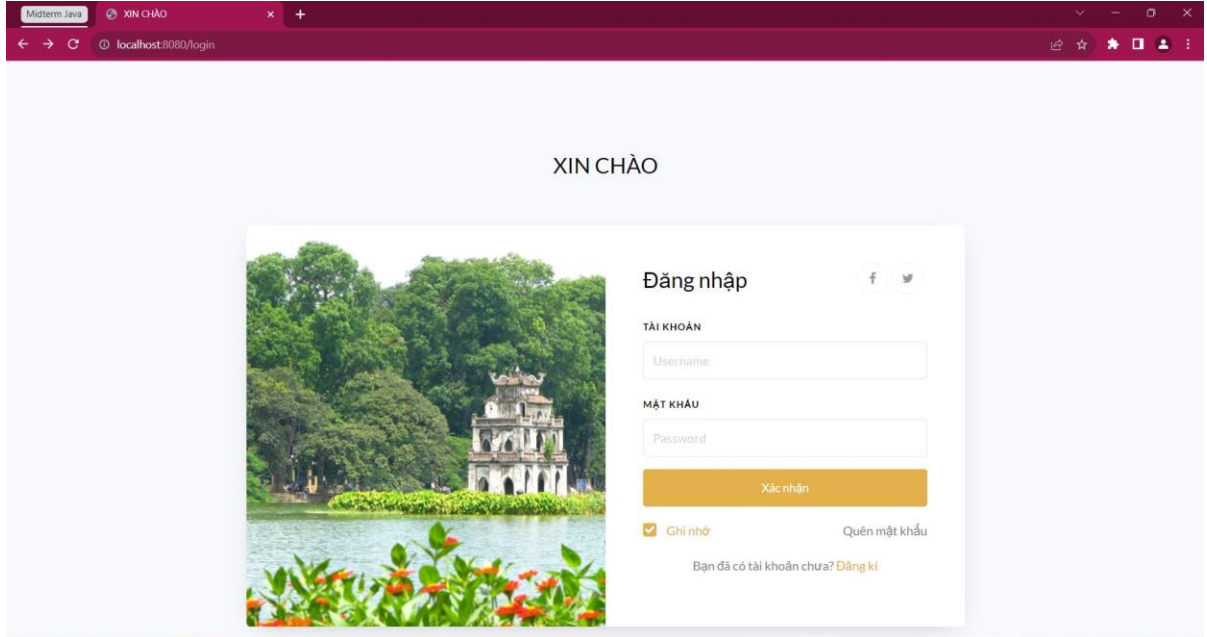 Midterm Java
XIN CHÀO
localhost:8080/login
XIN CHÀO
Đăng nhập
TÀI KHOẢN
Username
MẬT KHẨU
Password
Xác nhận
Ghi nhớ
Quên mật khẩu
Bạn đã có tài khoản chưa? Đăng kí